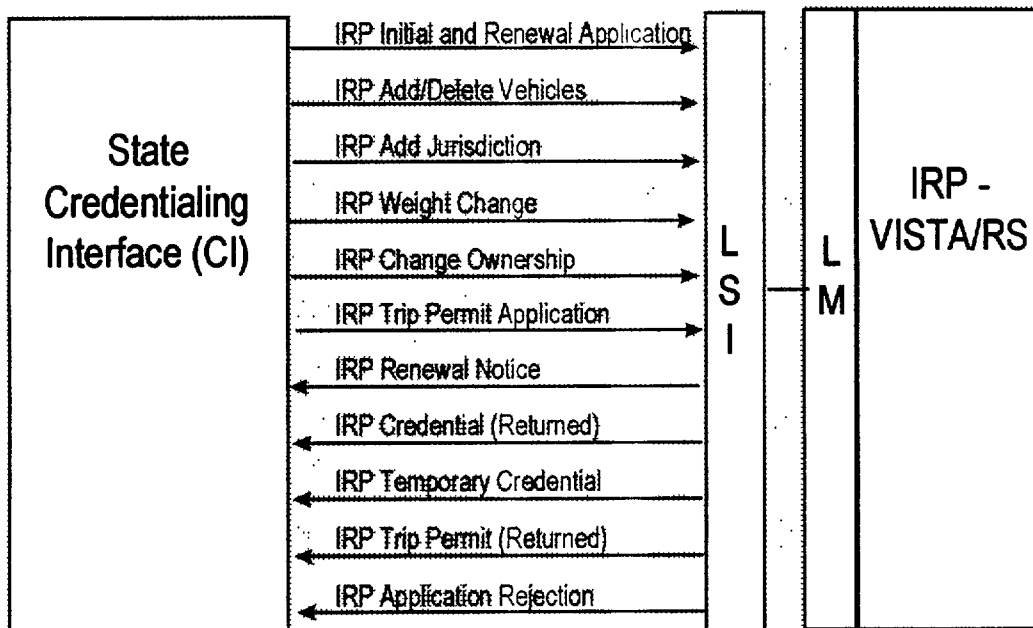 State
Credentialing
Interface (CI)
IRP Initial and Renewal Application
IRP Add/Delete Vehicles
IRP Add Jurisdiction
IRP Weight Change
IRP Change Ownership
IRP Trip Permit Application
IRP Renewal Notice
IRP Credential (Returned)
IRP Temporary Credential
IRP Trip Permit (Returned)
IRP Application Rejection
L
S
I
L
M
IRP -
VISTA/RS